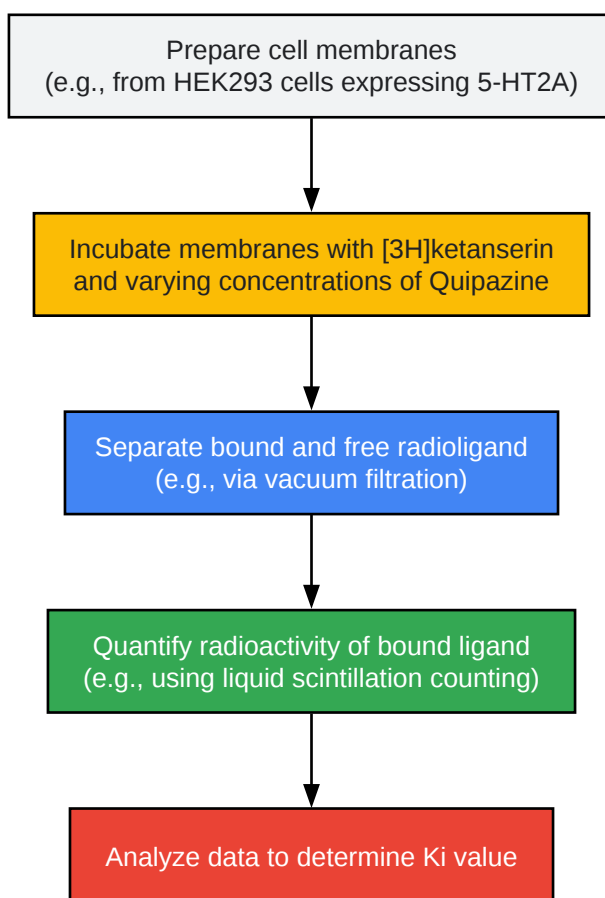 Prepare cell membranes
(e.g., from HEK293 cells expressing 5-HT2A)
Incubate membranes with [3H]ketanserin
and varying concentrations of Quipazine
Separate bound and free radioligand
(e.g., via vacuum filtration)
Quantify radioactivity of bound ligand
(e.g., using liquid scintillation counting)
Analyze data to determine Ki value